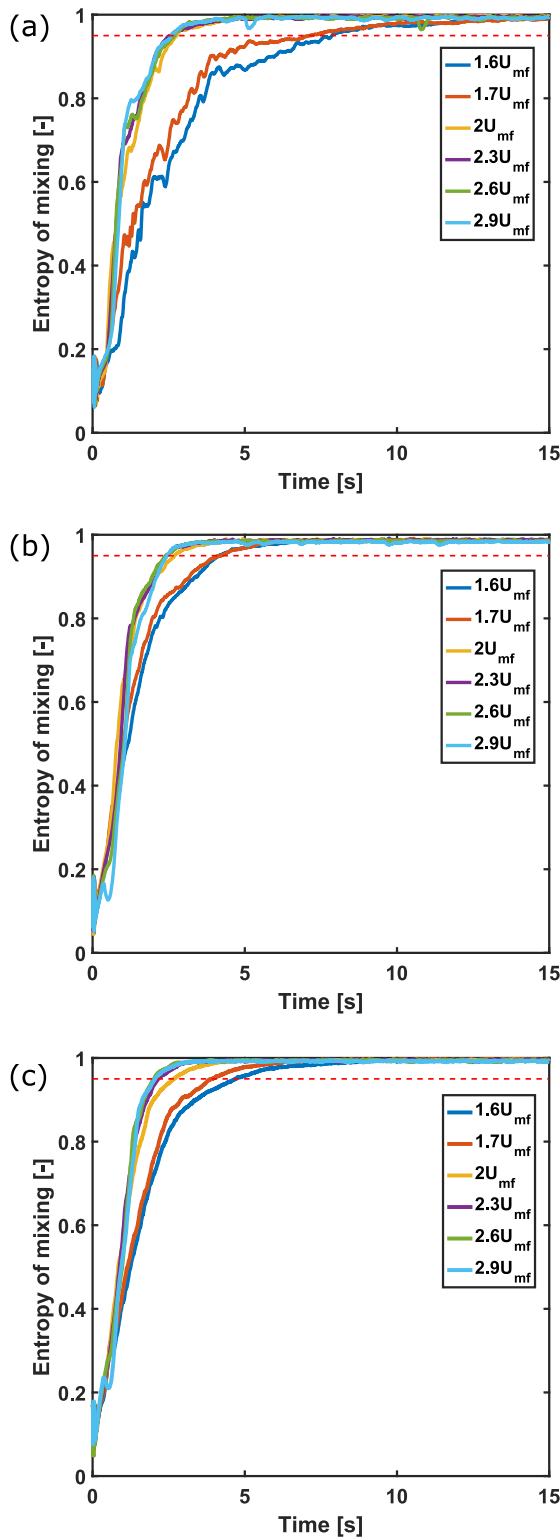 (a)
1
0.8
0.6
0.4
0.2
0
Entropy of mixing [-]
1.6U_mf
1.7U_mf
2U_mf
2.3U_mf
2.6U_mf
2.9U_mf
0 5 10 15
Time [s]
(b)
1
0.8
0.6
0.4
0.2
0
Entropy of mixing [-]
1.6U_mf
1.7U_mf
2U_mf
2.3U_mf
2.6U_mf
2.9U_mf
0 5 10 15
Time [s]
(c)
1
0.8
0.6
0.4
0.2
0
Entropy of mixing [-]
1.6U_mf
1.7U_mf
2U_mf
2.3U_mf
2.6U_mf
2.9U_mf
0 5 10 15
Time [s]